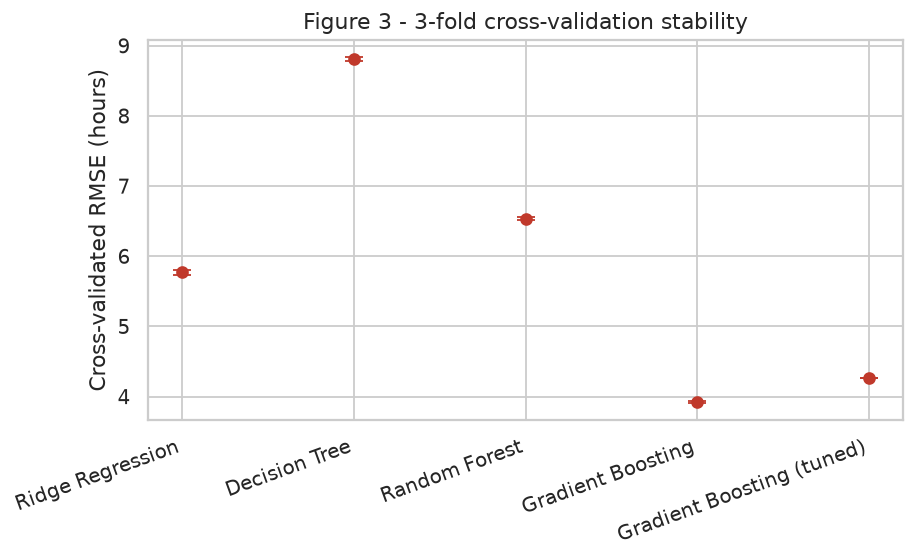 Figure 3 - 3-fold cross-validation stability
Cross-validated RMSE (hours)
9
8
7
6
5
4
Ridge Regression
Decision Tree
Random Forest
Gradient Boosting
Gradient Boosting (tuned)